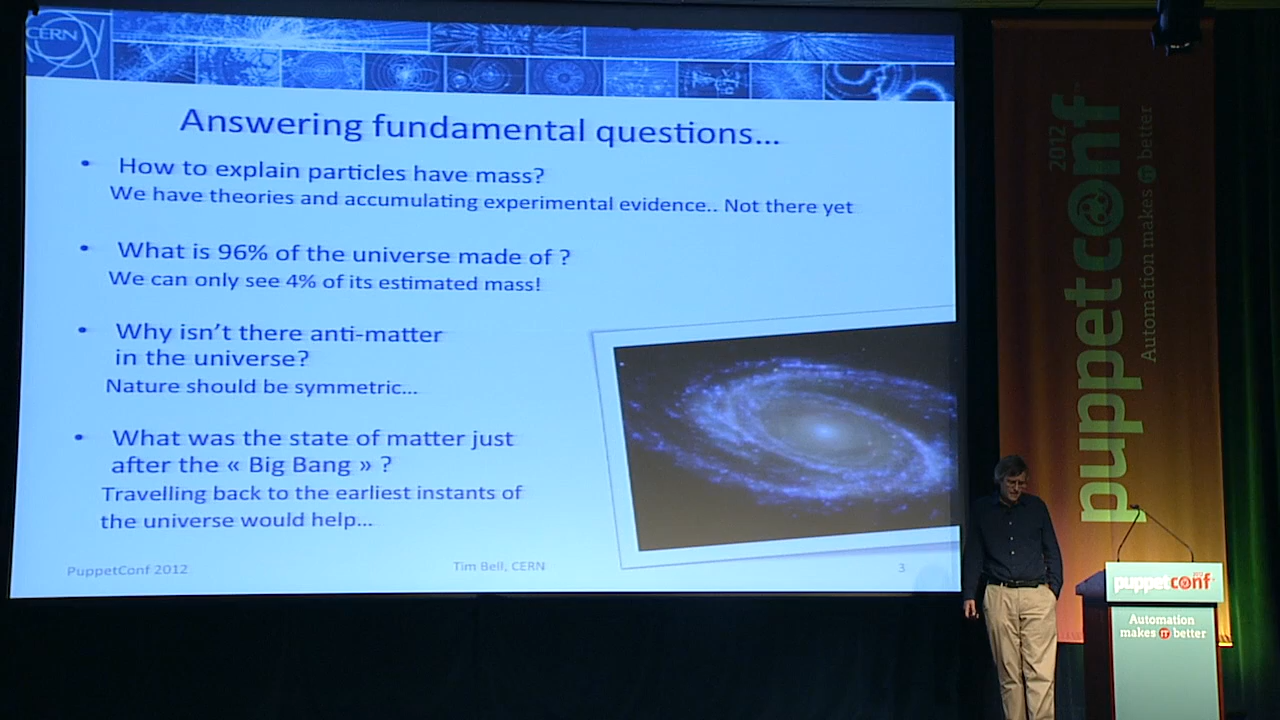 CERN
Answering fundamental questions...
• How to explain particles have mass?
We have theories and accumulating experimental evidence.. Not there yet
• What is 96% of the universe made of ?
We can only see 4% of its estimated mass!
• Why isn't there anti-matter
in the universe?
Nature should be symmetric...
• What was the state of matter just
after the « Big Bang » ?
Travelling back to the earliest instants of
the universe would help...
PuppetConf 2012
Tim Bell, CERN
3
puppetconf
2012
Automation makes IT better
puppetconf
2012
Automation
makes IT better